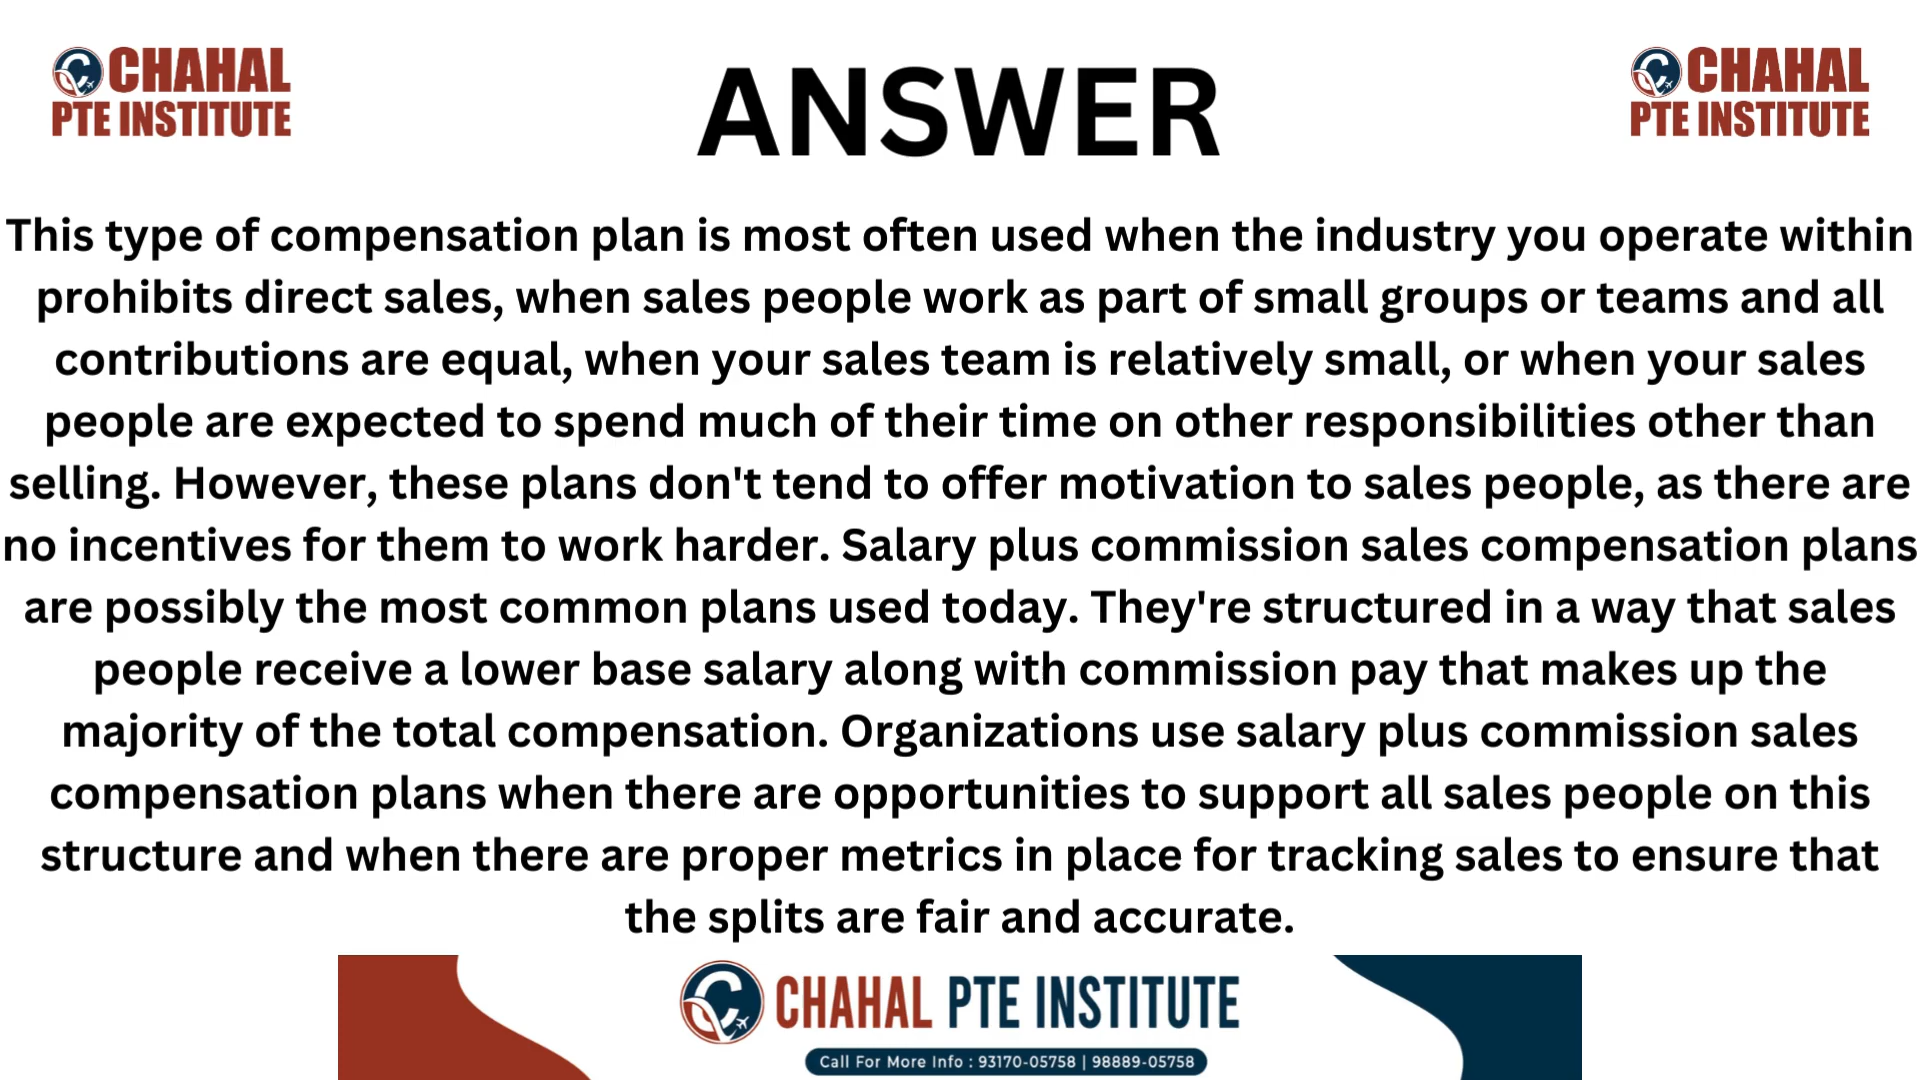 CHAHAL
PTE INSTITUTE
ANSWER
CHAHAL
PTE INSTITUTE
This type of compensation plan is most often used when the industry you operate within
prohibits direct sales, when sales people work as part of small groups or teams and all
contributions are equal, when your sales team is relatively small, or when your sales
people are expected to spend much of their time on other responsibilities other than
selling. However, these plans don't tend to offer motivation to sales people, as there are
no incentives for them to work harder. Salary plus commission sales compensation plans
are possibly the most common plans used today. They're structured in a way that sales
people receive a lower base salary along with commission pay that makes up the
majority of the total compensation. Organizations use salary plus commission sales
compensation plans when there are opportunities to support all sales people on this
structure and when there are proper metrics in place for tracking sales to ensure that
the splits are fair and accurate.
CHAHAL PTE INSTITUTE
Call For More Info : 93170-05758 | 98889-05758